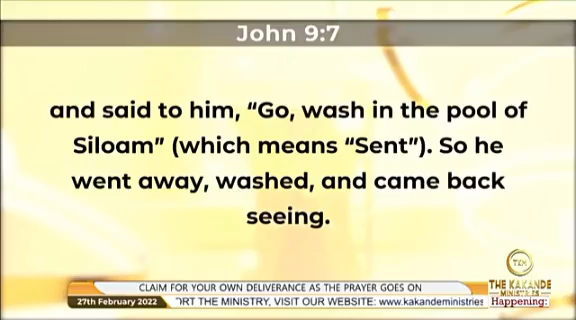 John 9:7
and said to him, “Go, wash in the pool of
Siloam” (which means “Sent”). So he
went away, washed, and came back
seeing.
TKM
THE KAKANDE
MINISTRIES
CLAIM FOR YOUR OWN DELIVERANCE AS THE PRAYER GOES ON
27th February 2022
ORT THE MINISTRY, VISIT OUR WEBSITE: www.kakandeministries
Happening: